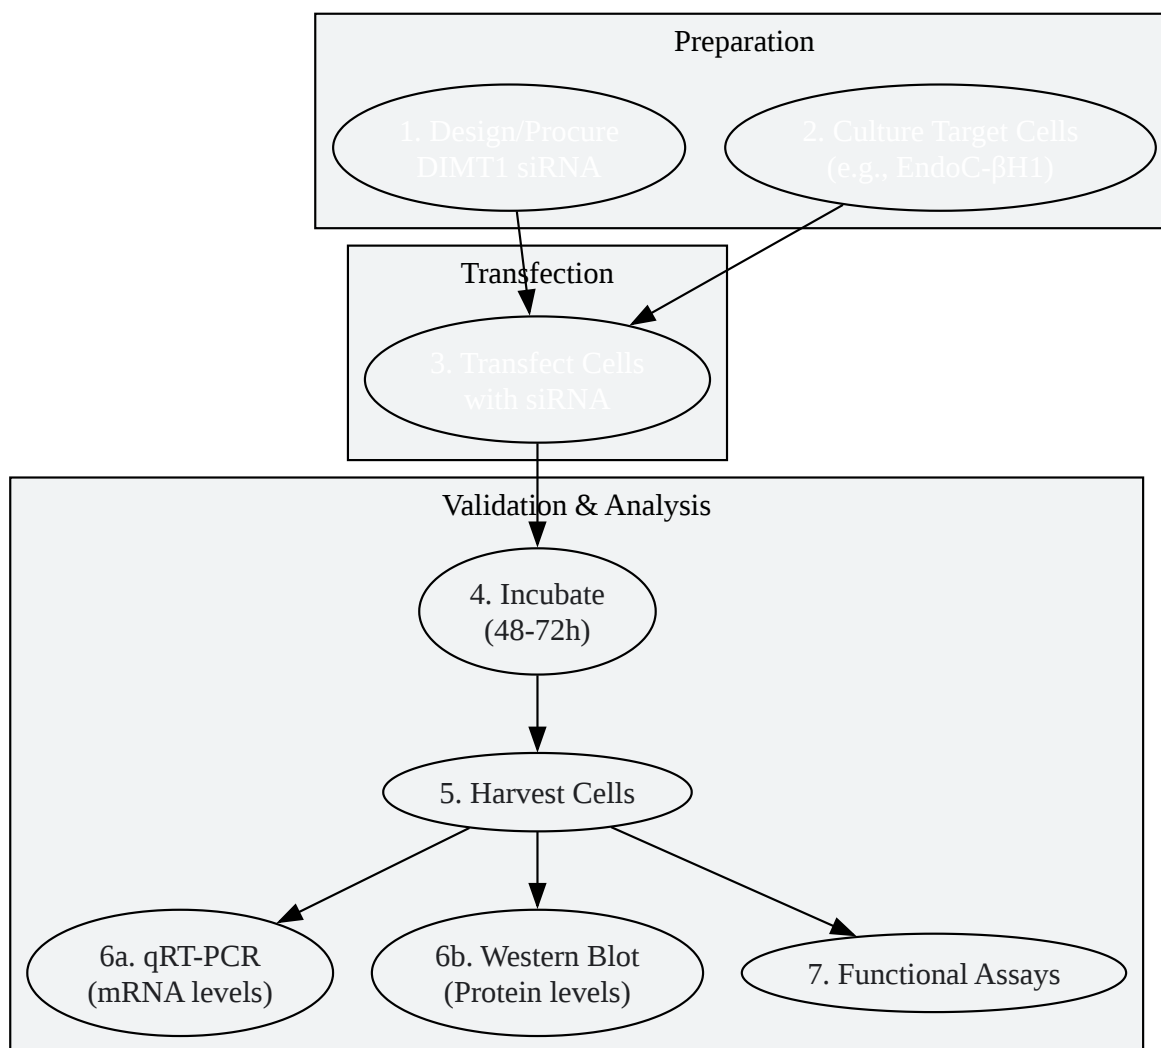 Preparation
1. Design/Procure
DIMT1 siRNA
2. Culture Target Cells
(e.g., EndoC-βH1)
Transfection
3. Transfect Cells
with siRNA
Validation & Analysis
4. Incubate
(48-72h)
5. Harvest Cells
6a. qRT-PCR
(mRNA levels)
6b. Western Blot
(Protein levels)
7. Functional Assays